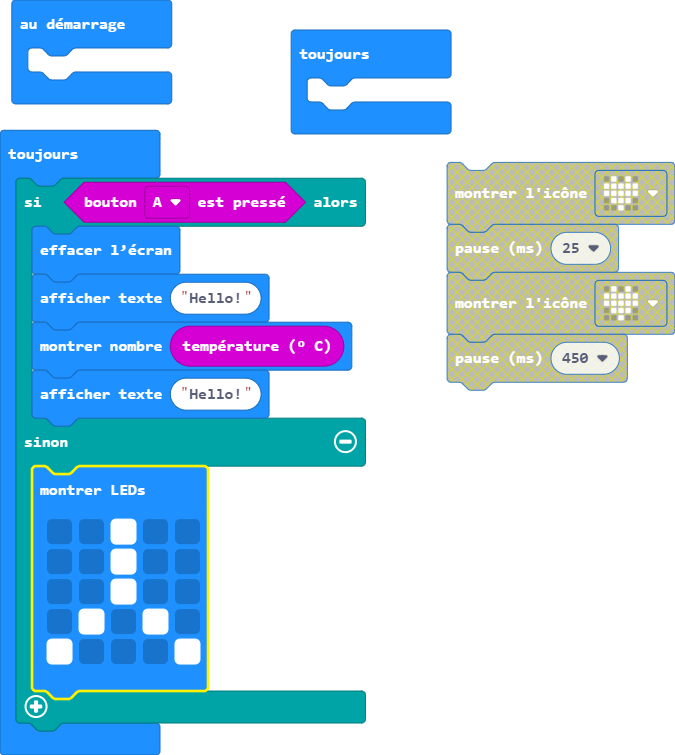 au démarrage
toujours
toujours
si bouton A est pressé alors
effacer l’écran
afficher texte "Hello!"
montrer nombre température (º C)
afficher texte "Hello!"
sinon
montrer LEDs
montrer l'icône
pause (ms) 25
montrer l'icône
pause (ms) 450